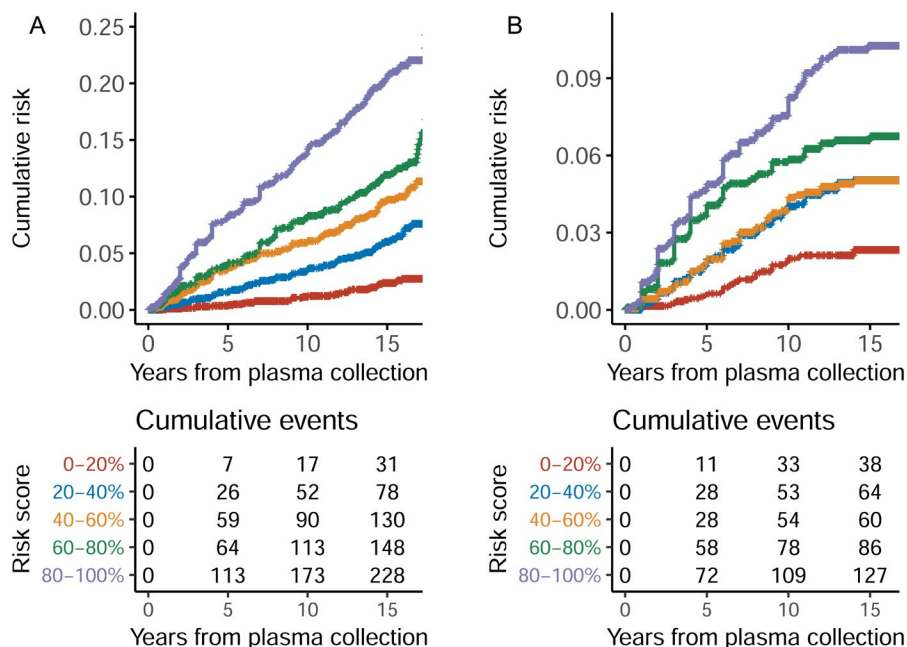 A
Cumulative risk
0.25
0.20
0.15
0.10
0.05
0.00
0 5 10 15
Years from plasma collection
B
Cumulative risk
0.09
0.06
0.03
0.00
0 5 10 15
Years from plasma collection
Cumulative events
Risk score
0–20% 0 7 17 31
20–40% 0 26 52 78
40–60% 0 59 90 130
60–80% 0 64 113 148
80–100% 0 113 173 228
0 5 10 15
Years from plasma collection
Cumulative events
Risk score
0–20% 0 11 33 38
20–40% 0 28 53 64
40–60% 0 28 54 60
60–80% 0 58 78 86
80–100% 0 72 109 127
0 5 10 15
Years from plasma collection